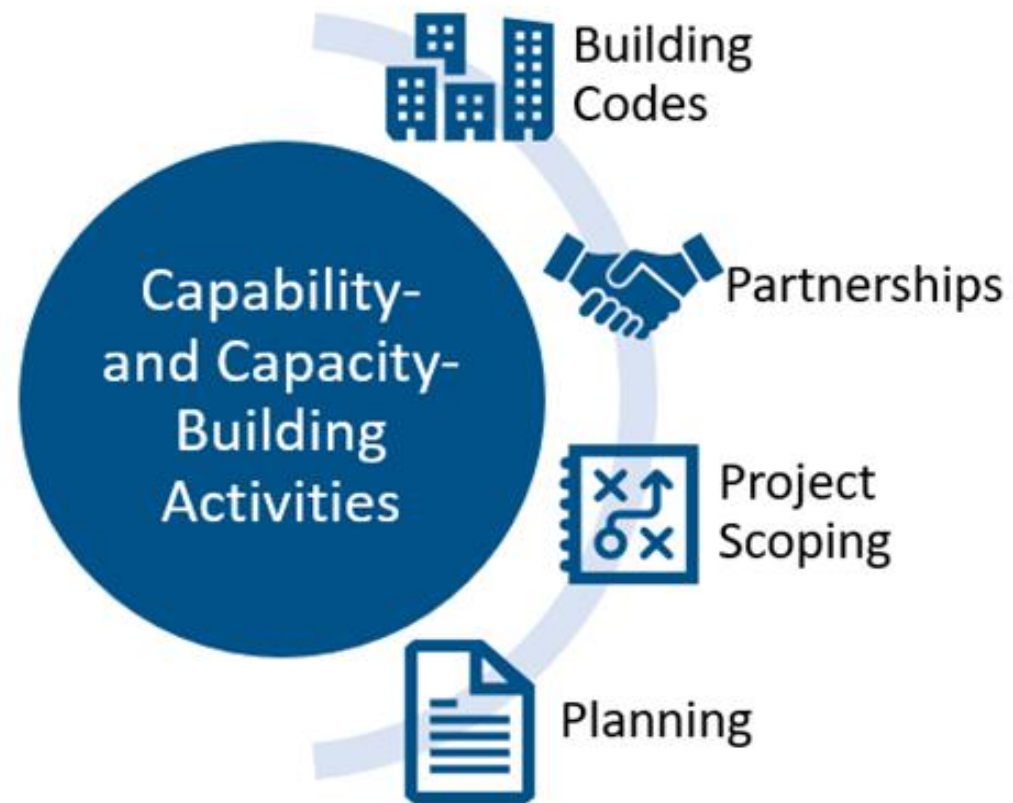 Building
Codes
Capability-
and Capacity-
Building
Activities
Partnerships
Project
Scoping
Planning